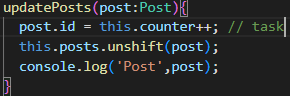 updatePosts(post:Post){
post.id = this.counter++; // task
this.posts.unshift(post);
console.log('Post',post);
}